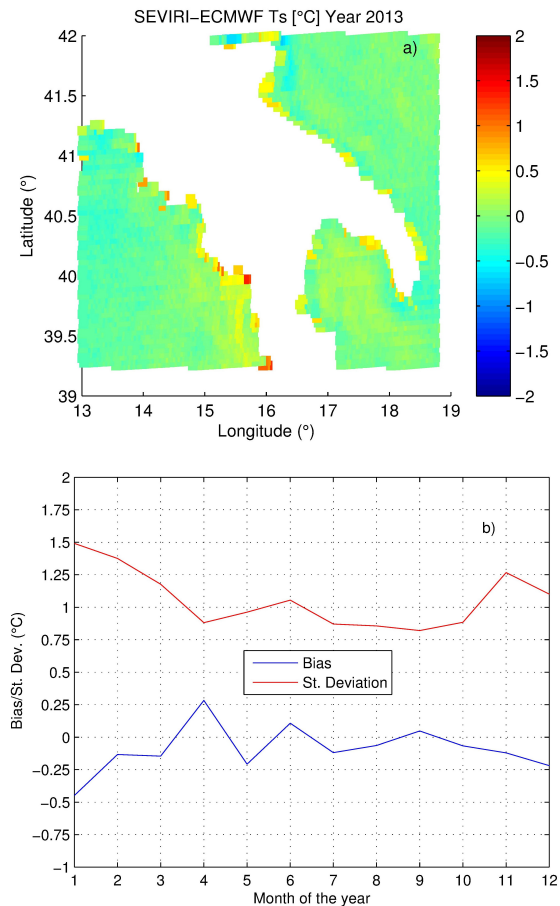 SEVIRI−ECMWF Ts [°C] Year 2013
a)
42
41.5
41
40.5
40
39.5
39
Latitude (°)
13 14 15 16 17 18 19
Longitude (°)
2
1.5
1
0.5
0
−0.5
−1
−1.5
−2
b)
2
1.75
1.5
1.25
1
0.75
0.5
0.25
0
−0.25
−0.5
−0.75
−1
Bias/St. Dev. (°C)
Bias
St. Deviation
1 2 3 4 5 6 7 8 9 10 11 12
Month of the year